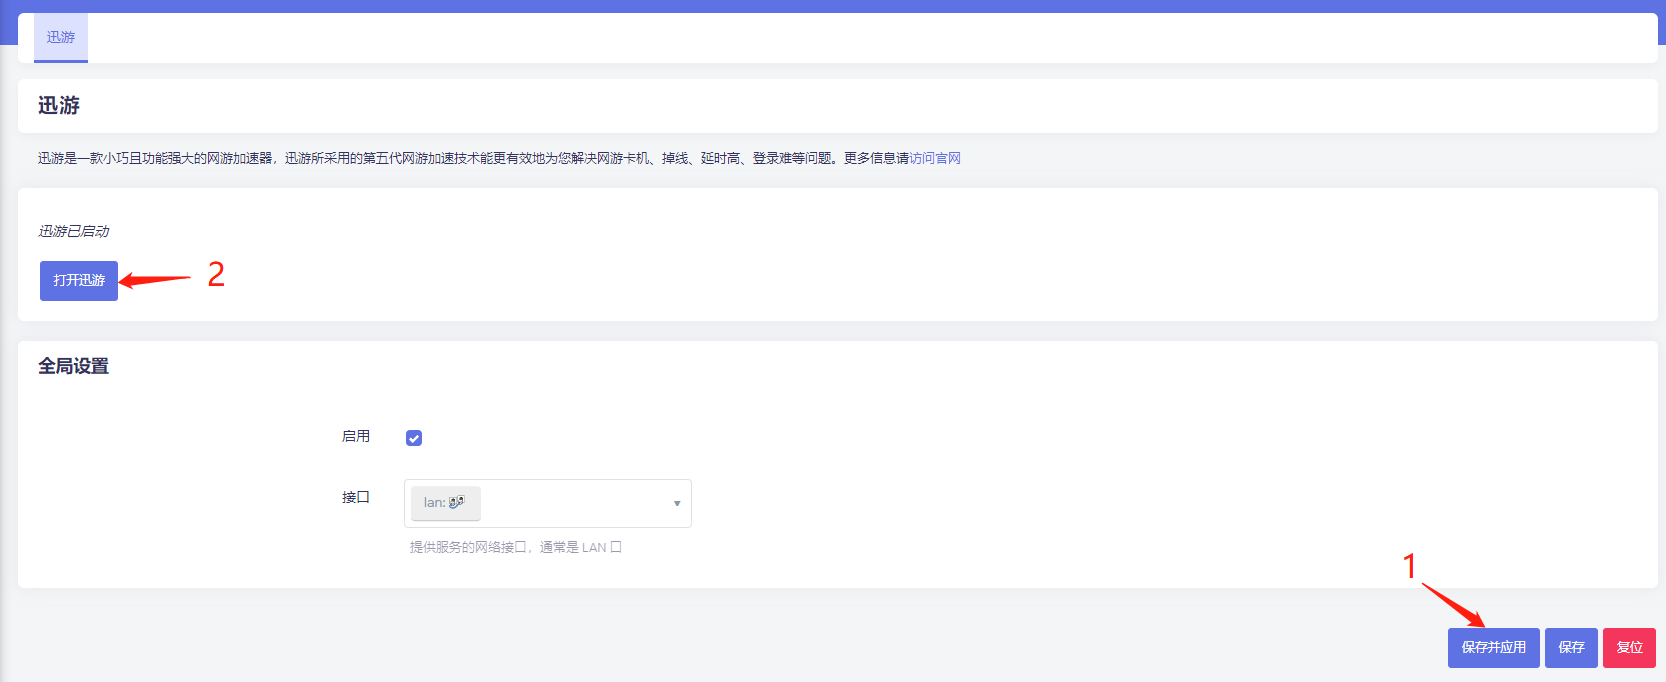 迅游
迅游
迅游是一款小巧且功能强大的网游加速器，迅游所采用的第五代网游加速技术能更有效地为您解决网游卡机、掉线、延时高、登录难等问题。更多信息请访问官网
迅游已启动
打开迅游
2
全局设置
启用
接口
lan:
提供服务的网络接口，通常是 LAN 口
1
保存并应用
保存
复位